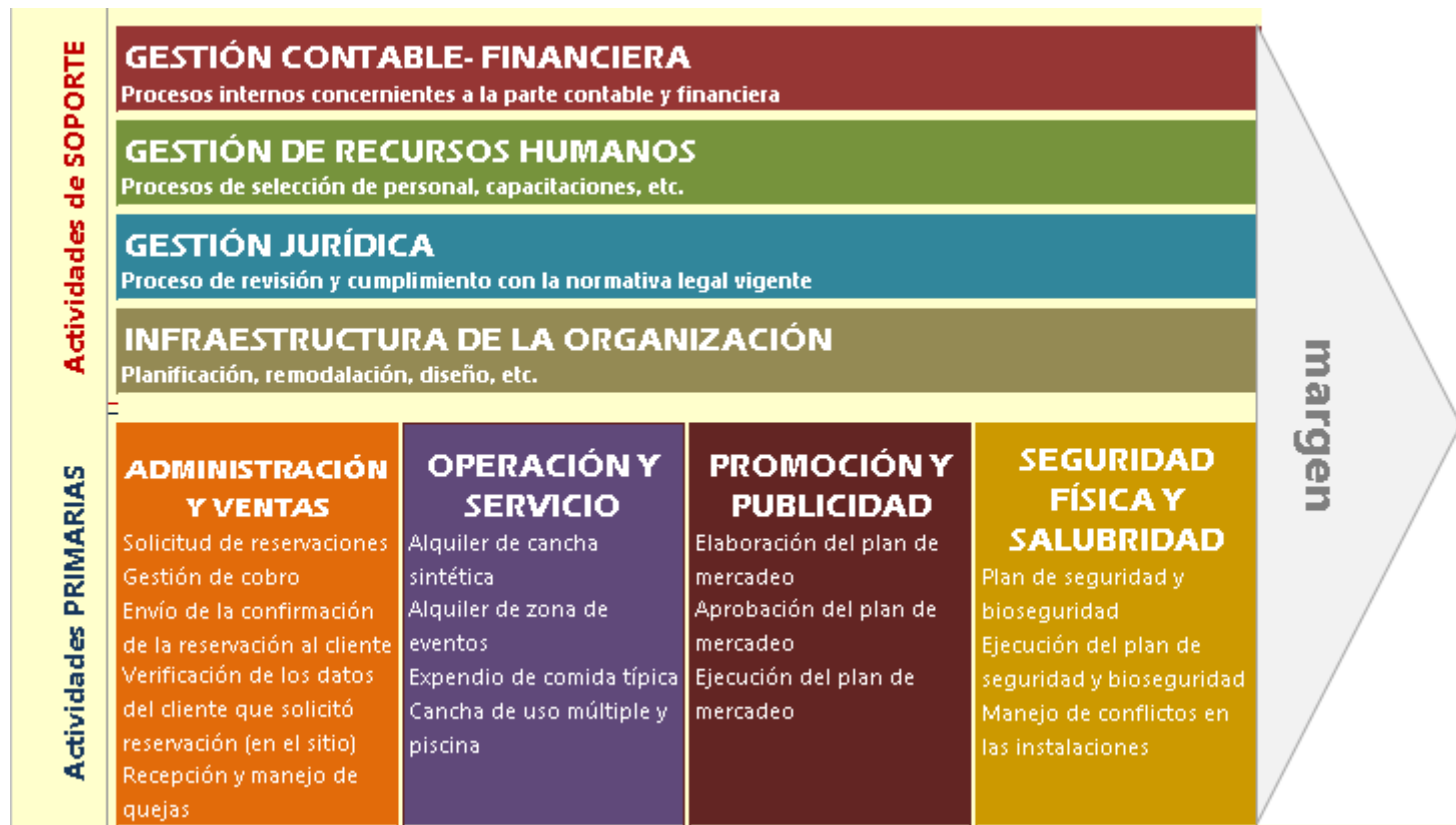 Actividades de SOPORTE
GESTIÓN CONTABLE- FINANCIERA
Procesos internos concernientes a la parte contable y financiera
GESTIÓN DE RECURSOS HUMANOS
Procesos de selección de personal, capacitaciones, etc.
GESTIÓN JURÍDICA
Proceso de revisión y cumplimiento con la normativa legal vigente
INFRAESTRUCTURA DE LA ORGANIZACIÓN
Planificación, remodalación, diseño, etc.
Actividades PRIMARIAS
ADMINISTRACIÓN
Y VENTAS
Solicitud de reservaciones
Gestión de cobro
Envío de la confirmación
de la reservación al cliente
Verificación de los datos
del cliente que solicitó
reservación (en el sitio)
Recepción y manejo de
quejas
OPERACIÓN Y
SERVICIO
Alquiler de cancha
sintética
Alquiler de zona de
eventos
Expendio de comida típica
Cancha de uso múltiple y
piscina
PROMOCIÓN Y
PUBLICIDAD
Elaboración del plan de
mercadeo
Aprobación del plan de
mercadeo
Ejecución del plan de
mercadeo
SEGURIDAD
FÍSICA Y
SALUBRIDAD
Plan de seguridad y
bioseguridad
Ejecución del plan de
seguridad y bioseguridad
Manejo de conflictos en
las instalaciones
margen